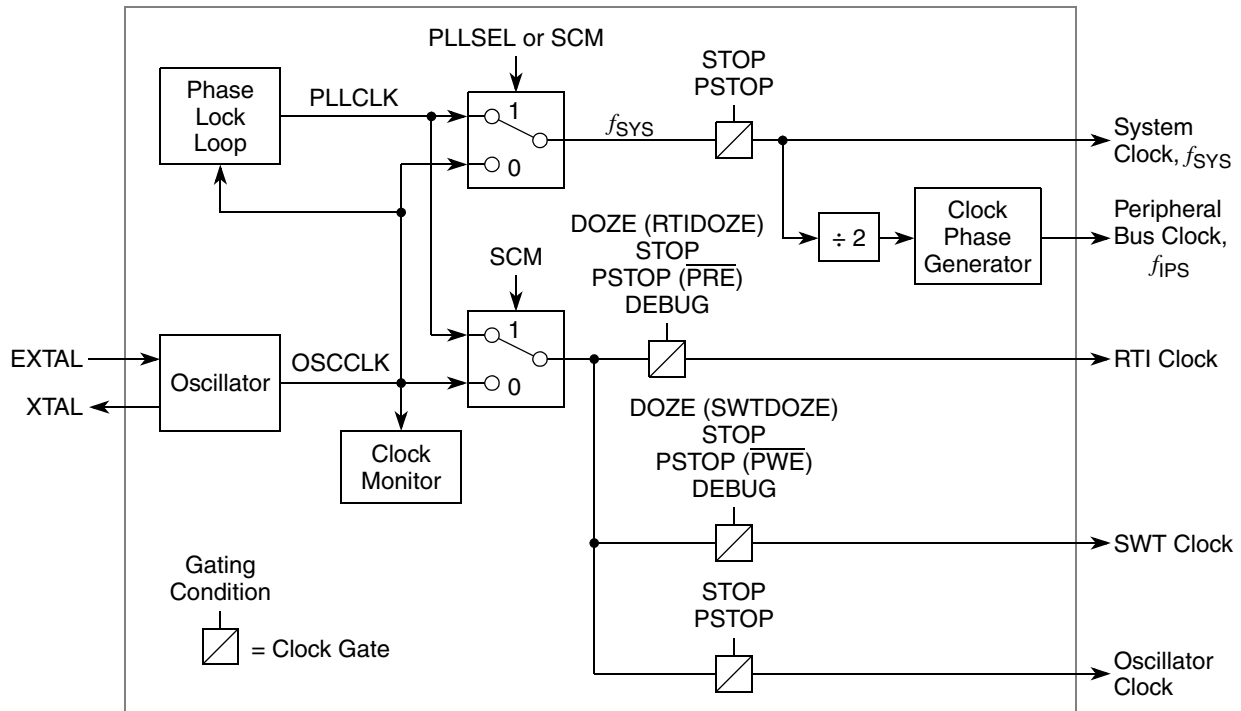 PLLSEL or SCM
STOP
PSTOP
Phase
Lock
Loop
PLLCLK
1
0
fSYS
System
Clock, fSYS
DOZE (RTIDOZE)
STOP
PSTOP (P̅R̅E̅)
DEBUG
÷ 2
Clock
Phase
Generator
Peripheral
Bus Clock,
fIPS
SCM
EXTAL
XTAL
Oscillator
OSCCLK
1
0
RTI Clock
Clock
Monitor
DOZE (SWTDOZE)
STOP
PSTOP (P̅W̅E̅)
DEBUG
SWT Clock
Gating
Condition
= Clock Gate
STOP
PSTOP
Oscillator
Clock